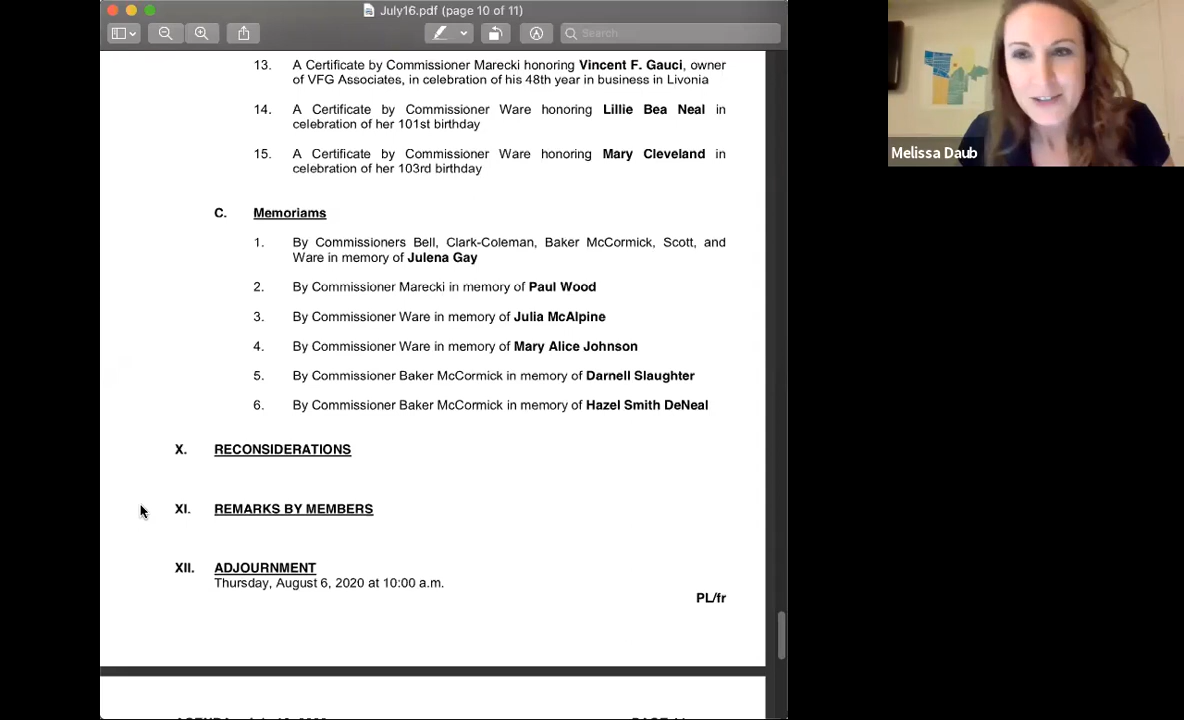 July16.pdf (page 10 of 11)
Search
13. A Certificate by Commissioner Marecki honoring Vincent F. Gauci, owner
of VFG Associates, in celebration of his 48th year in business in Livonia
14. A Certificate by Commissioner Ware honoring Lillie Bea Neal in
celebration of her 101st birthday
15. A Certificate by Commissioner Ware honoring Mary Cleveland in
celebration of her 103rd birthday
Melissa Daub
C. Memoriams
1. By Commissioners Bell, Clark-Coleman, Baker McCormick, Scott, and
Ware in memory of Julena Gay
2. By Commissioner Marecki in memory of Paul Wood
3. By Commissioner Ware in memory of Julia McAlpine
4. By Commissioner Ware in memory of Mary Alice Johnson
5. By Commissioner Baker McCormick in memory of Darnell Slaughter
6. By Commissioner Baker McCormick in memory of Hazel Smith DeNeal
X. RECONSIDERATIONS
XI. REMARKS BY MEMBERS
XII. ADJOURNMENT
Thursday, August 6, 2020 at 10:00 a.m.
PL/fr